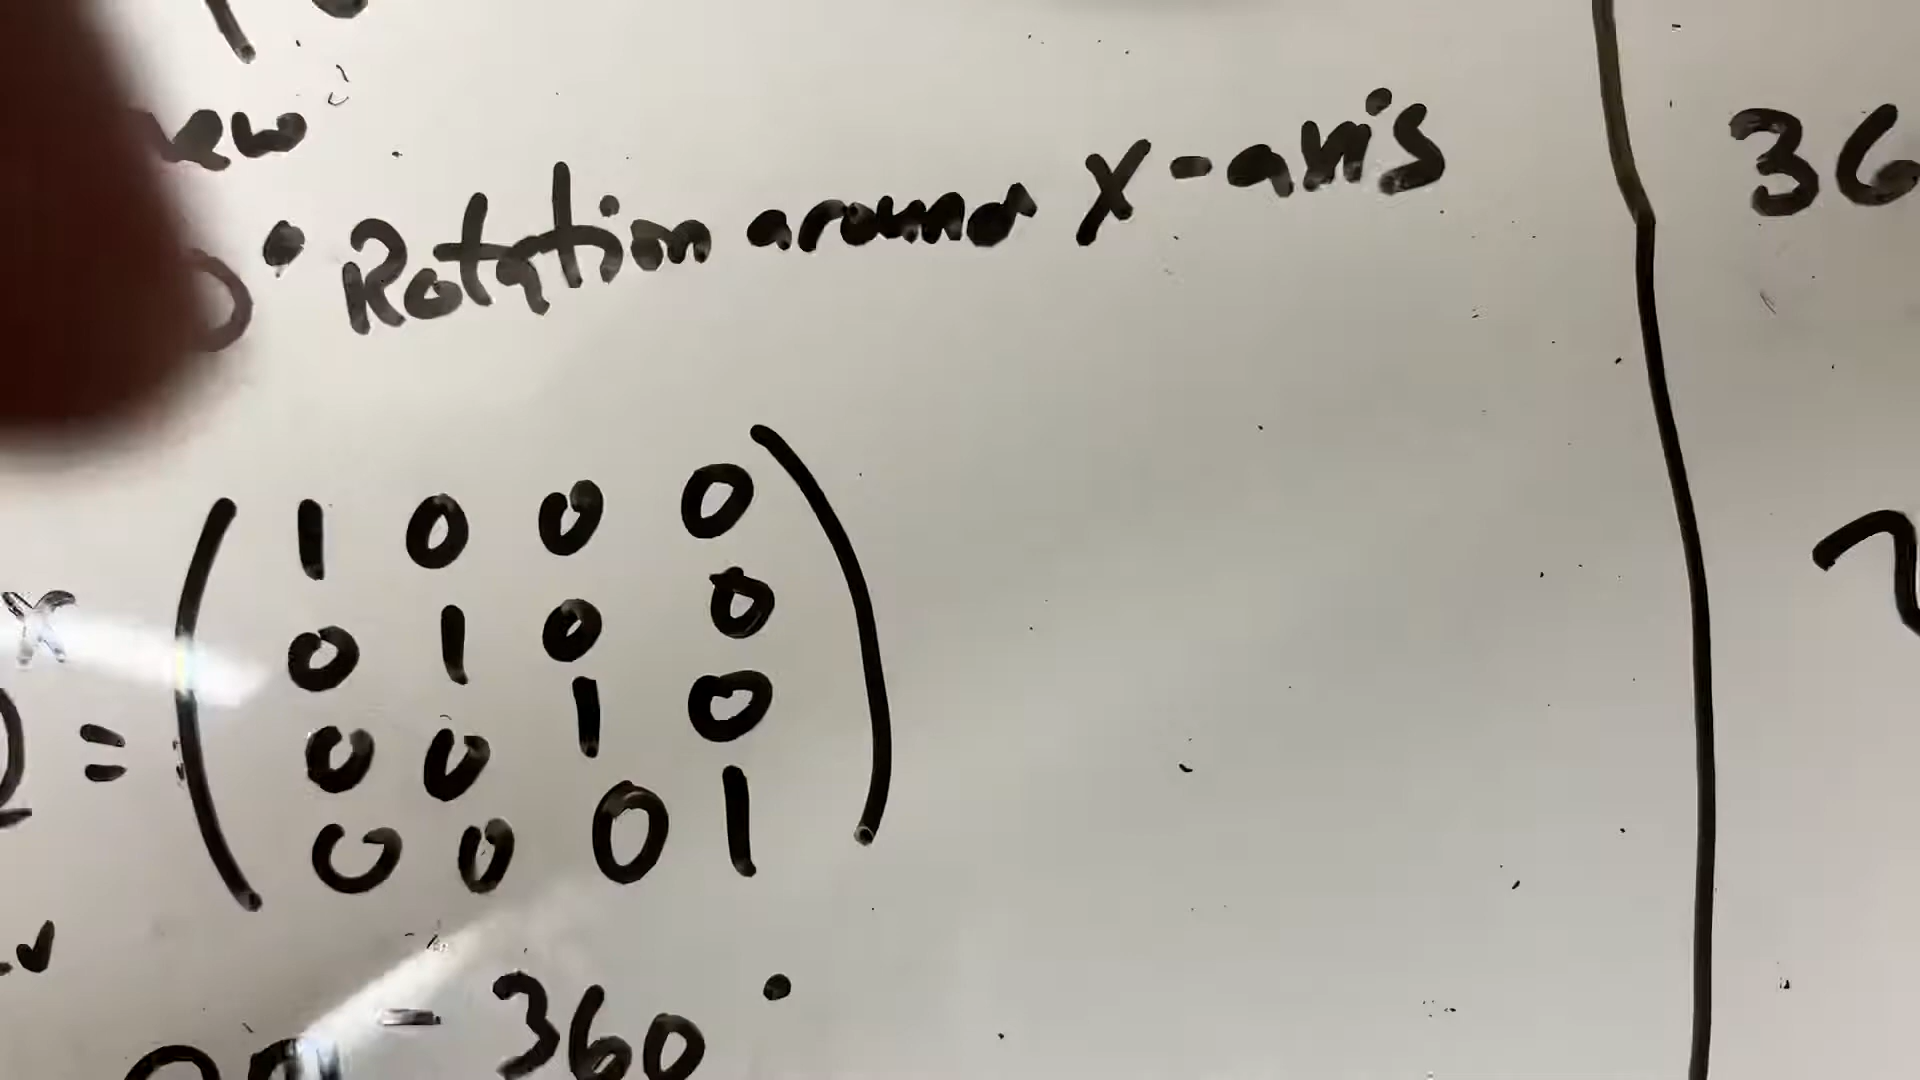 ° Rotation around X-axis
36
X
= ( 1 0 0 0
0 1 0 0
0 0 1 0
0 0 0 1 )
- 360°